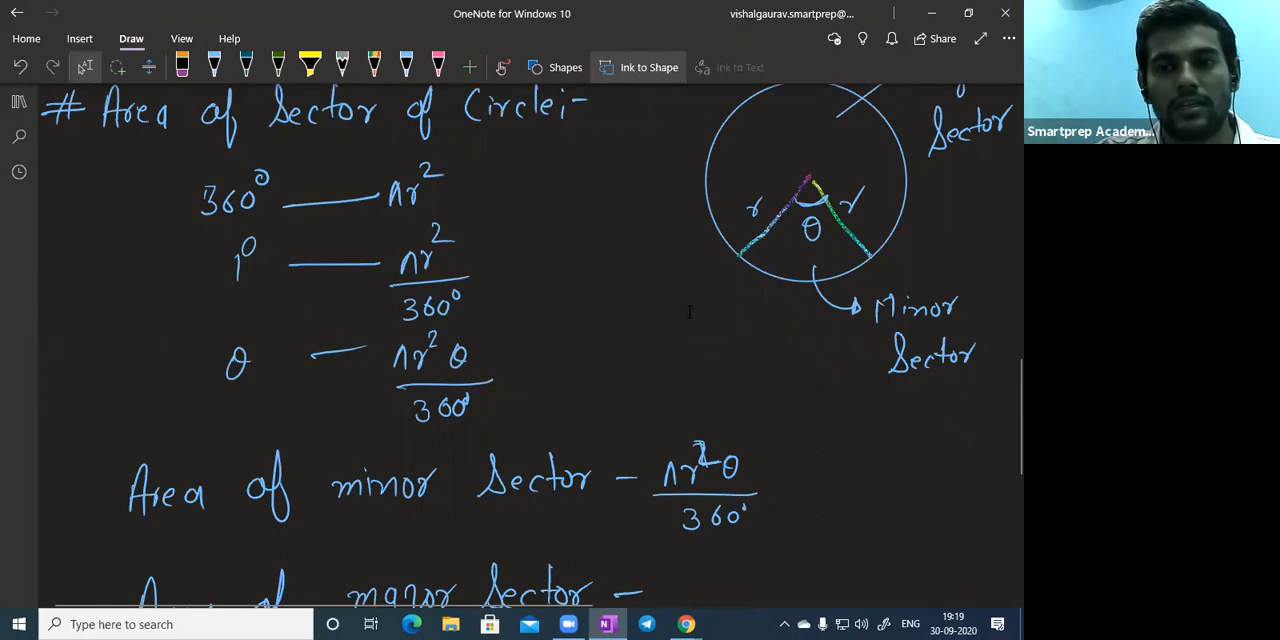 OneNote for Windows 10
vishalgaurav.smartprep@...
Home Insert Draw View Help
Share
Shapes
Ink to Shape
Ink to Text
# Area of Sector of Circle:-
Sector
Smartprep Academ...
360° — πr²
1° — πr²/360°
θ — πr²θ/360°
r r
θ
Minor
Sector
Area of minor Sector - πr²θ/360°
Area of manor Sector -
Type here to search
ENG
19:19
30-09-2020